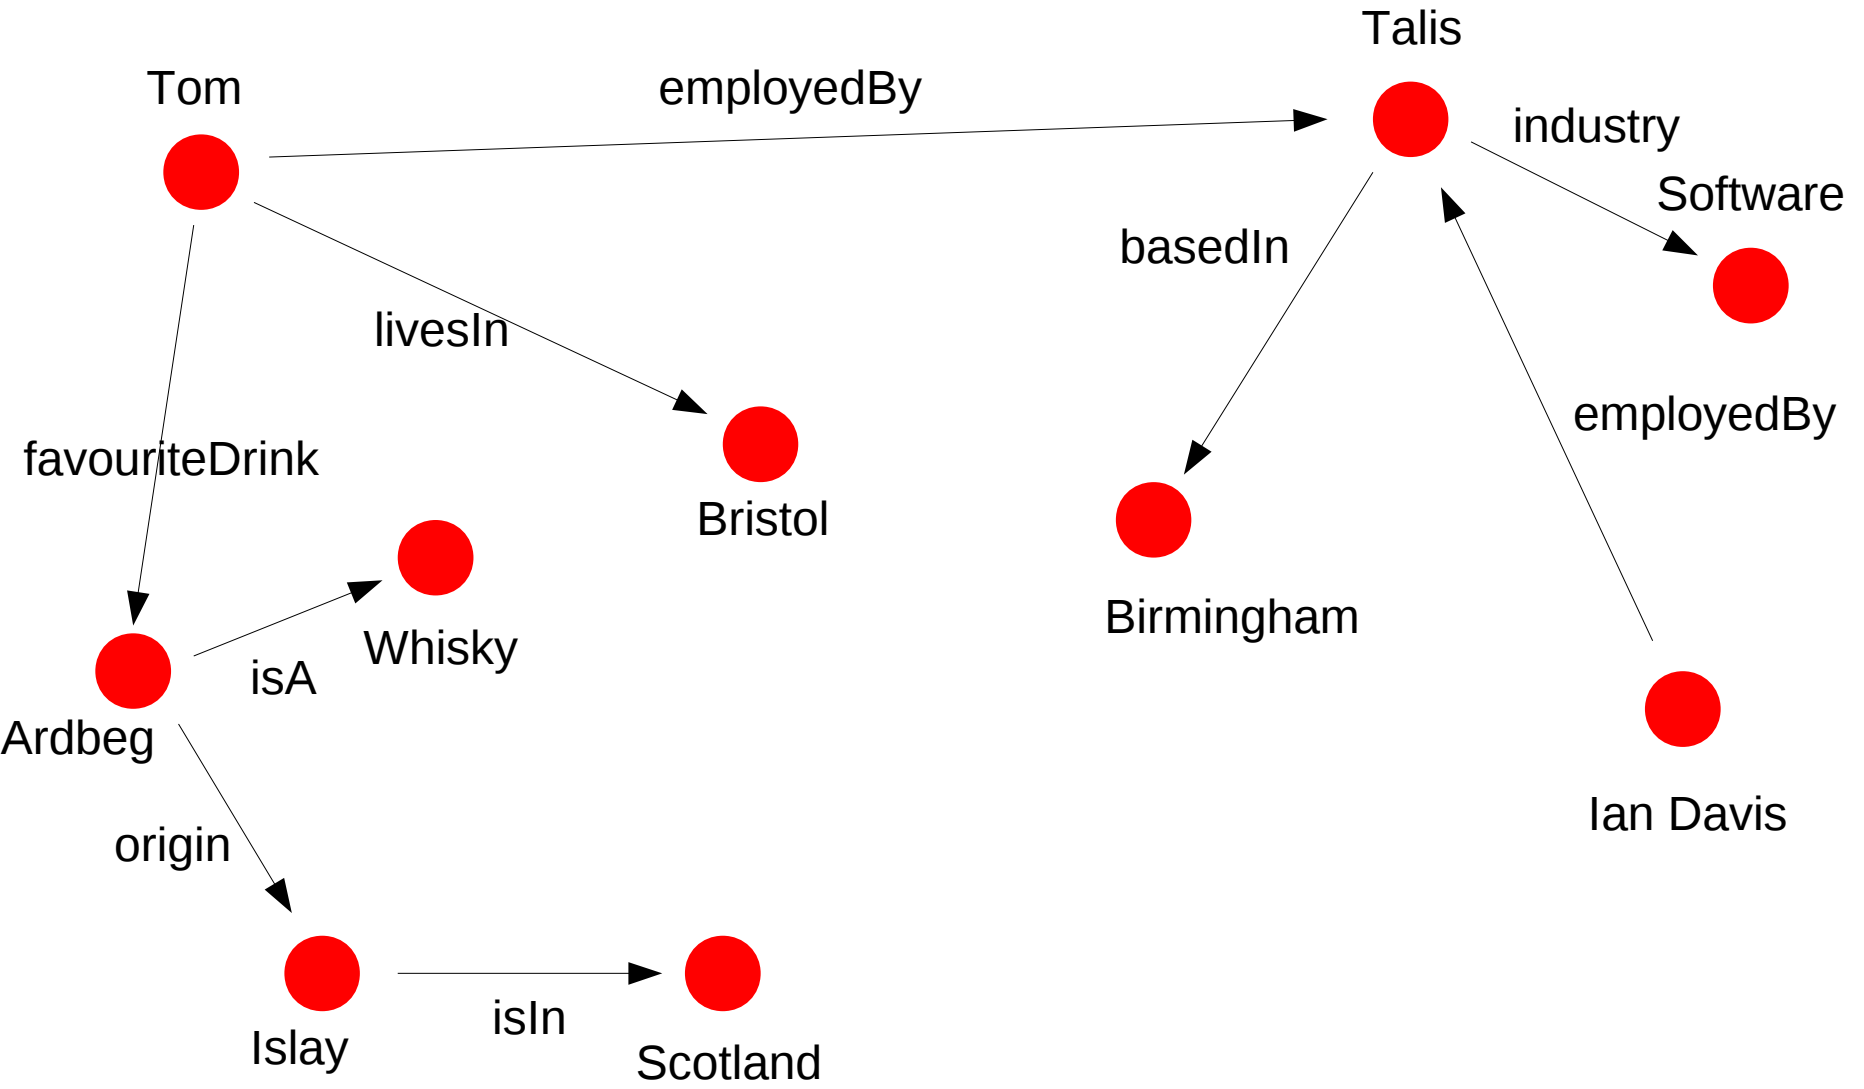 Talis
Tom
employedBy
industry
Software
basedIn
livesIn
employedBy
favouriteDrink
Bristol
Birmingham
Whisky
isA
Ardbeg
Ian Davis
origin
isIn
Islay
Scotland